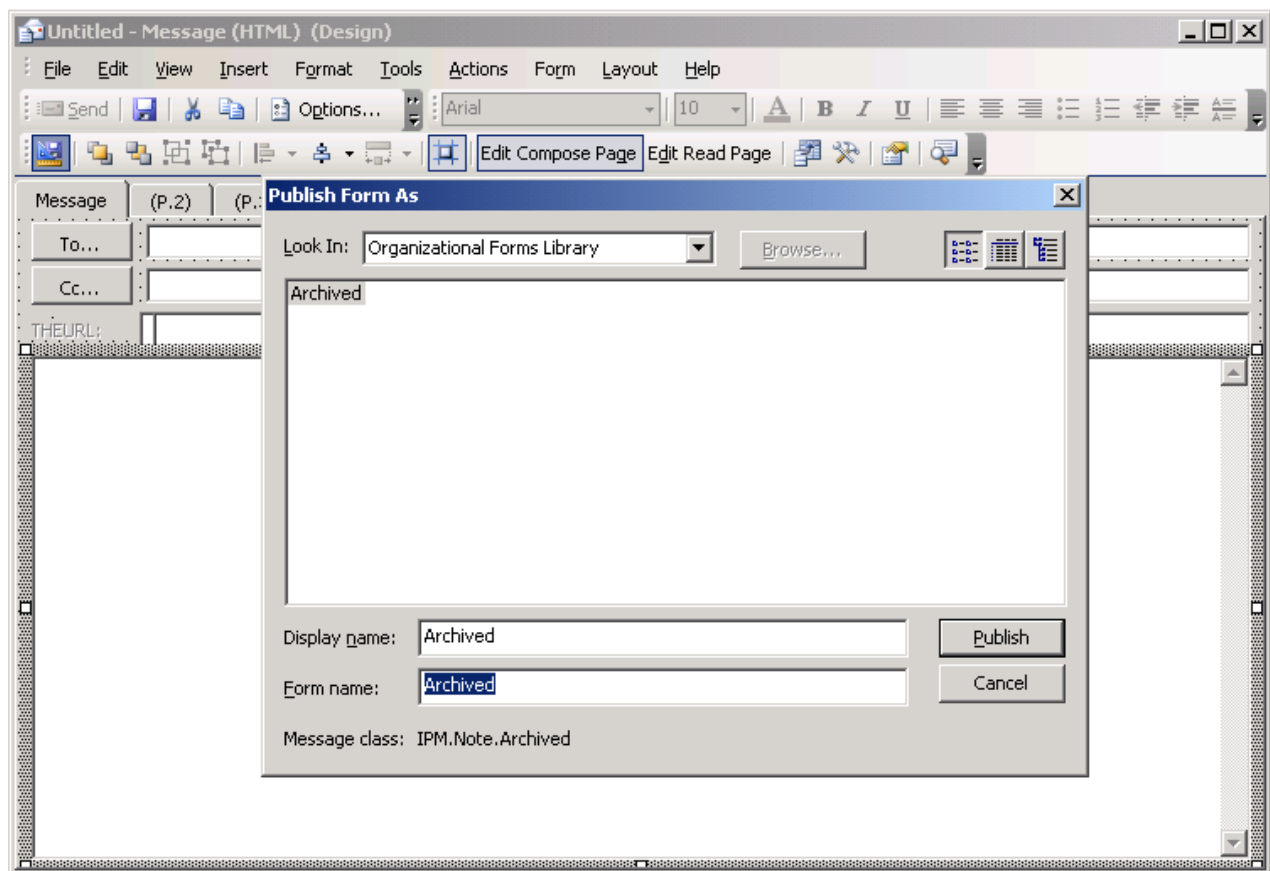 Untitled - Message (HTML) (Design)
File Edit View Insert Format Tools Actions Form Layout Help
Send Options... Arial 10 A B I U
Edit Compose Page Edit Read Page
Message (P.2) (P.
Publish Form As
To... Look In: Organizational Forms Library Browse...
Cc... Archived
THEURL:
Display name: Archived Publish
Form name: Archived Cancel
Message class: IPM.Note.Archived